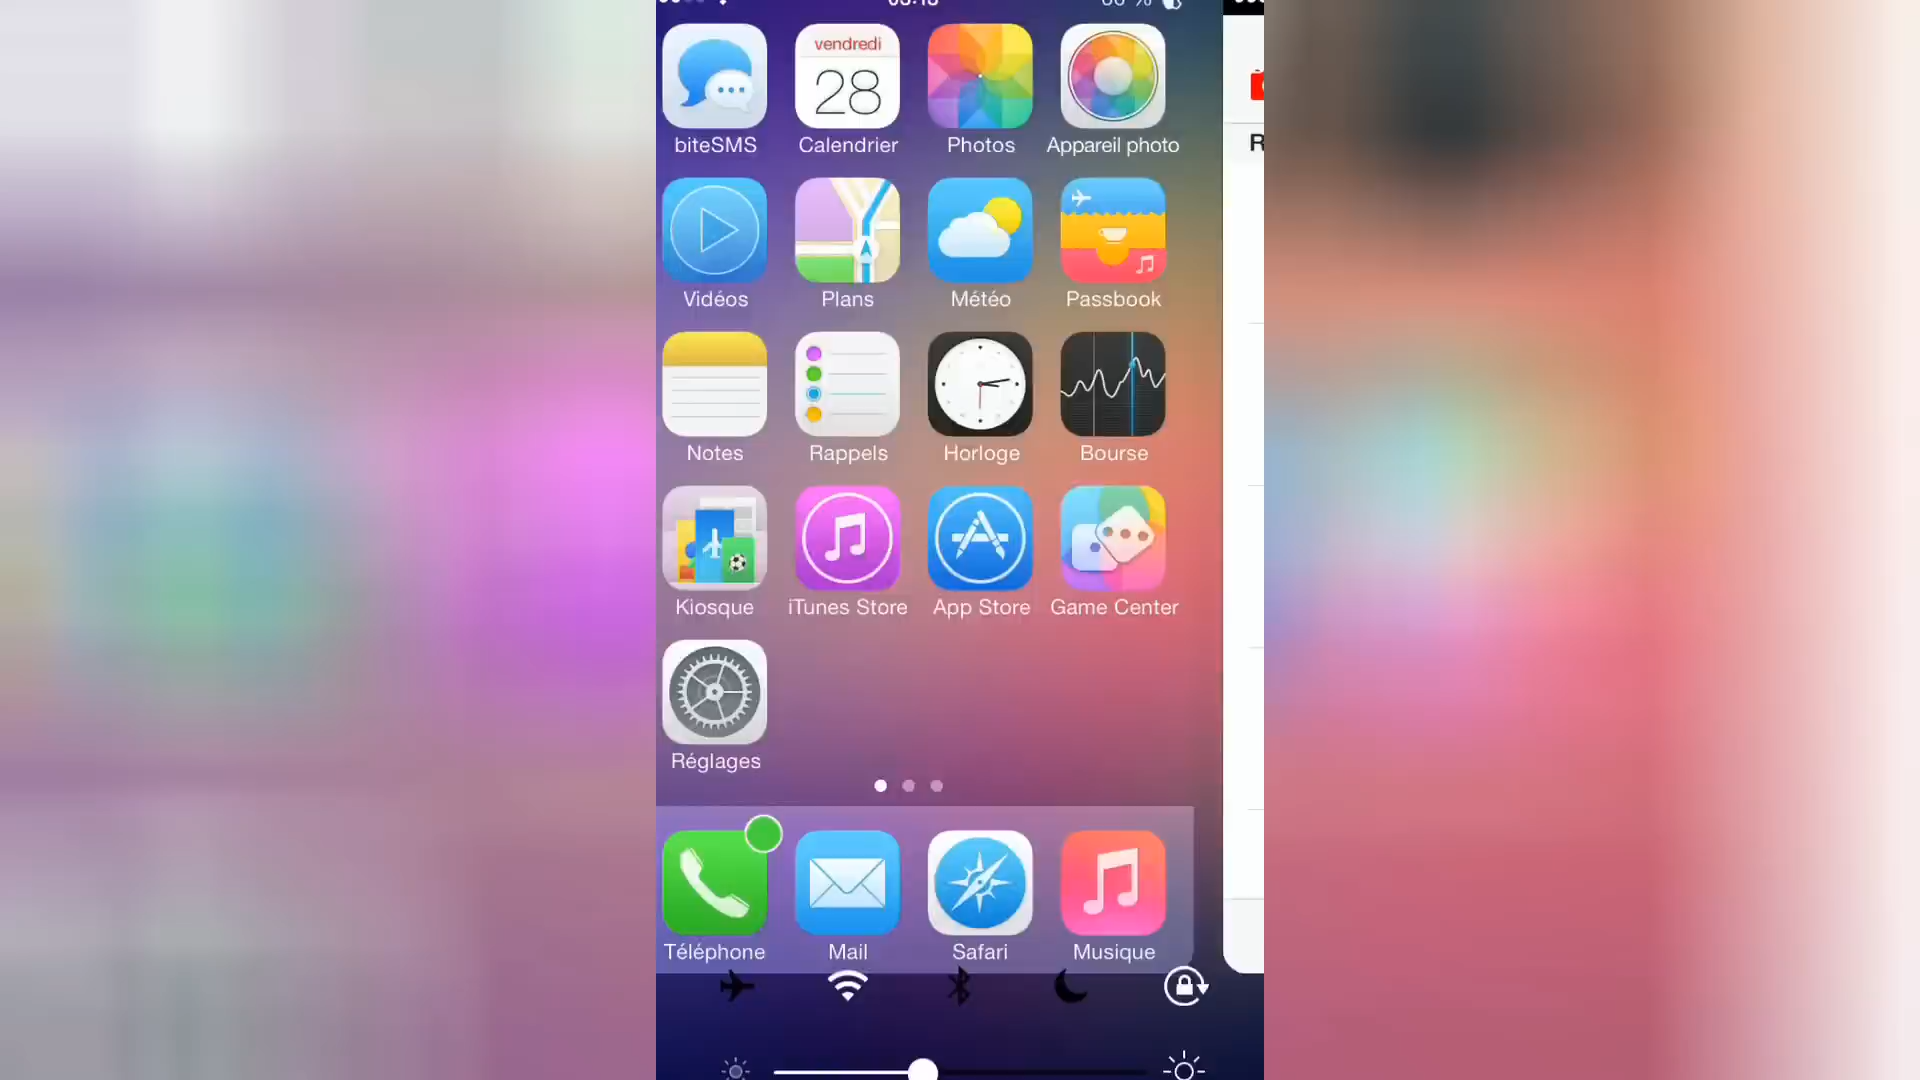 vendredi
28
biteSMS Calendrier Photos Appareil photo
R
Vidéos Plans Météo Passbook
Notes Rappels Horloge Bourse
Kiosque iTunes Store App Store Game Center
Réglages
Téléphone Mail Safari Musique